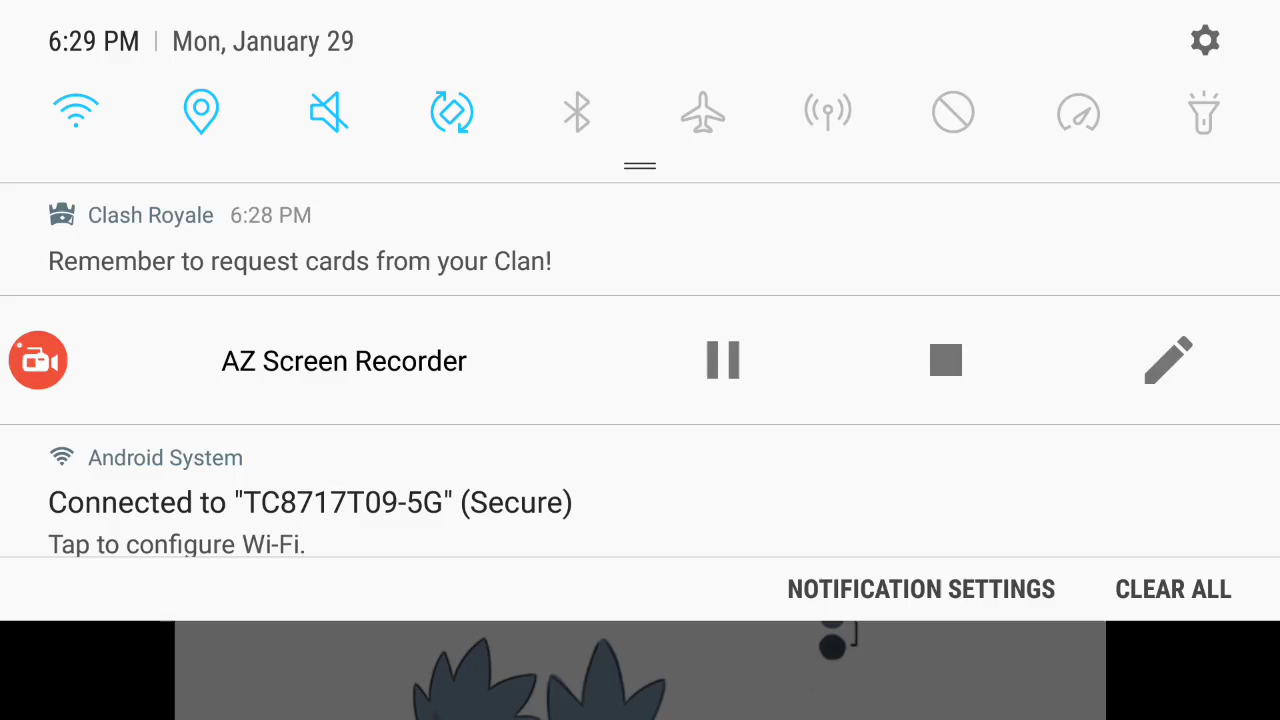 6:29 PM | Mon, January 29
Clash Royale 6:28 PM
Remember to request cards from your Clan!
AZ Screen Recorder
Android System
Connected to "TC8717T09-5G" (Secure)
Tap to configure Wi-Fi.
NOTIFICATION SETTINGS CLEAR ALL